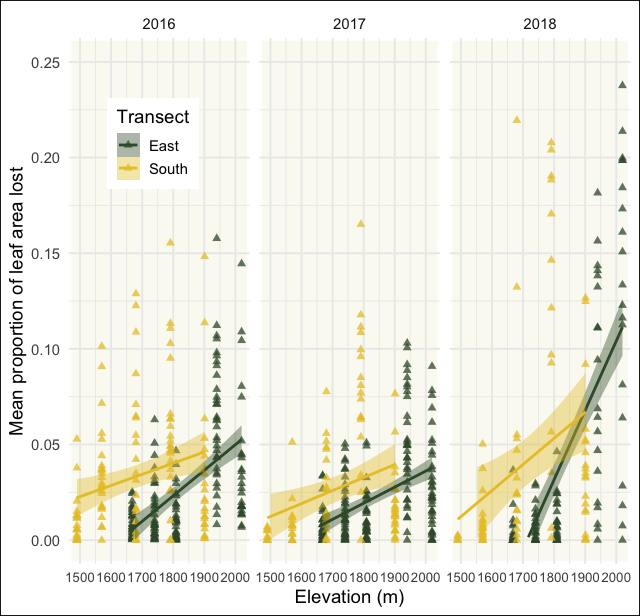 2016 2017 2018
0.25
0.20
0.15
0.10
0.05
0.00
Mean proportion of leaf area lost
Transect
East
South
1500 1600 1700 1800 1900 2000 1500 1600 1700 1800 1900 2000 1500 1600 1700 1800 1900 2000
Elevation (m)